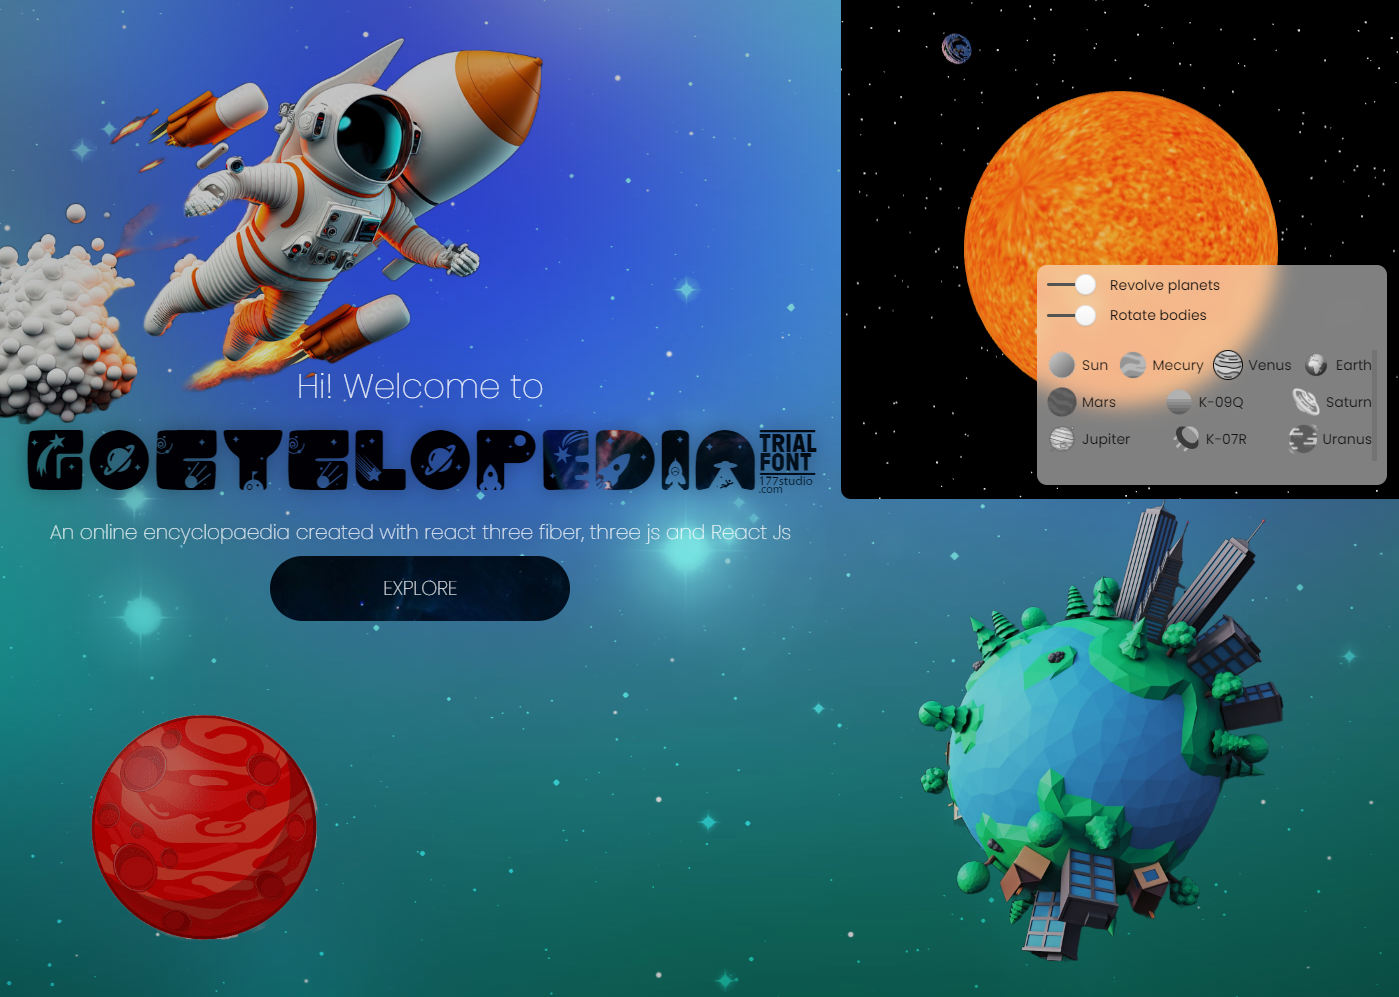 Hi! Welcome to
GOEYELOPEDIA
TRIAL
FONT
177studio
.com
An online encyclopaedia created with react three fiber, three js and React Js
EXPLORE
Revolve planets
Rotate bodies
Sun Mecury Venus Earth
Mars K-09Q Saturn
Jupiter K-07R Uranus